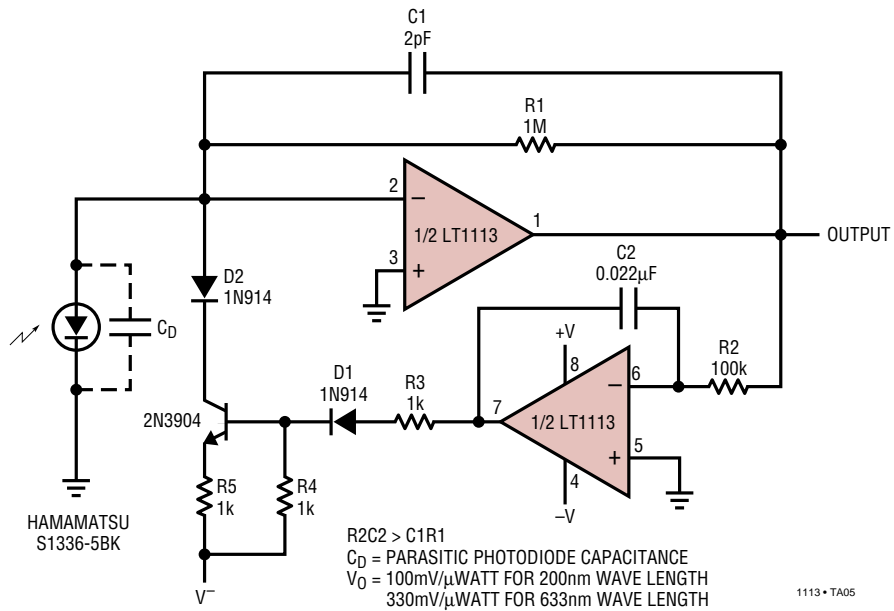 C1
2pF
R1
1M
2
−
1/2 LT1113
1
3
+
OUTPUT
D2
1N914
C2
0.022µF
CD
+V
8
R2
100k
D1
1N914
R3
1k
7
6
−
1/2 LT1113
2N3904
+
5
4
−V
R5
1k
R4
1k
HAMAMATSU
S1336-5BK
V−
R2C2 > C1R1
CD = PARASITIC PHOTODIODE CAPACITANCE
VO = 100mV/µWATT FOR 200nm WAVE LENGTH
330mV/µWATT FOR 633nm WAVE LENGTH
1113 • TA05